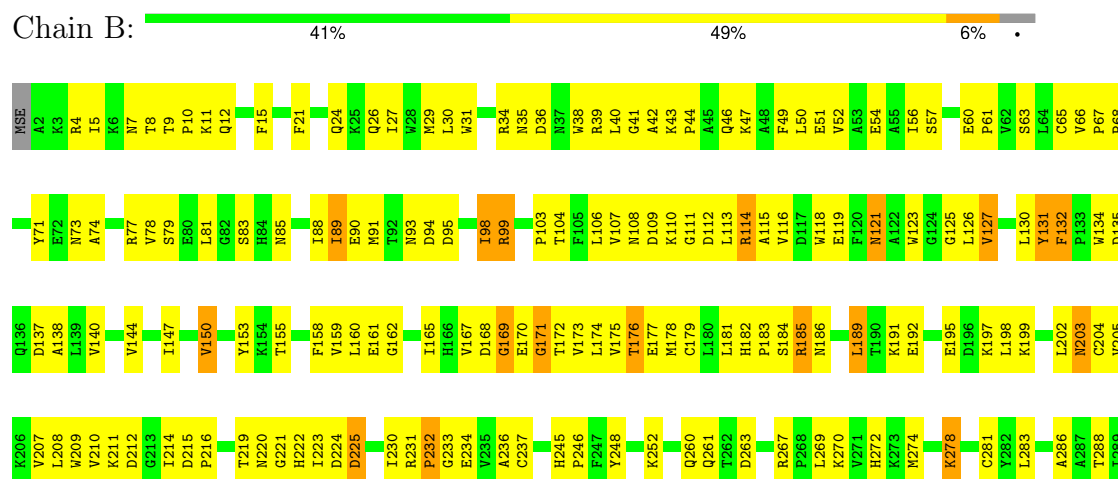 Chain B:
41% 49% 6% •
MSE A2 K3 R4 I5 K6 N7 T8 T9 P10 K11 Q12 F15 F21 Q24 K25 Q26 I27 W28 M29 L30 W31 R34 N35 D36 N37 W38 R39 L40 G41 A42 K43 P44 A45 Q46 K47 A48 F49 L50 E51 V52 A53 E54 A55 I56 S57 E60 P61 V62 S63 L64 C65 V66 P67
Y71 E72 N73 A74 R77 V78 S79 E80 L81 G82 S83 H84 N85 I88 I89 E90 M91 T92 N93 D94 D95 I98 R99 P103 T104 F105 L106 V107 N108 D109 K110 G111 D112 L113 R114 A115 V116 D117 W118 E119 F120 N121 A122 W123 G124 G125 L126 V127 L130 Y131 F132 P133 W134 D135
Q136 D137 A138 L139 V140 V144 I147 V150 Y153 K154 T155 F158 V159 L160 E161 G162 I165 H166 V167 D168 G169 E170 G171 T172 V173 L174 V175 T176 E177 M178 C179 L180 L181 H182 P183 S184 R185 N186 L189 T190 K191 E192 E195 D196 K197 L198 K199 L202 N203 C204 V205
K206 V207 L208 W209 V210 K211 D212 G213 I214 D215 P216 T219 N220 G221 H222 I223 D224 D225 I230 R231 P232 G233 E234 V235 A236 C237 H245 P246 F247 Y248 K252 Q260 Q261 T262 D263 R267 P268 L269 K270 V271 H272 K273 M274 K278 C281 Y282 L283 A286 A287 T288 I289